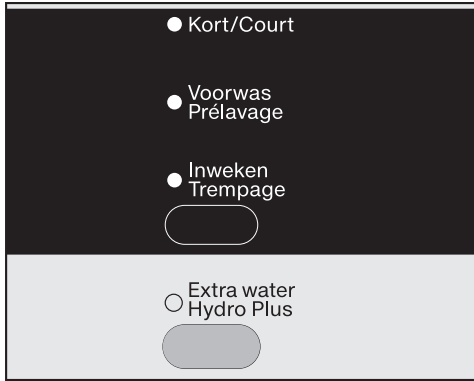 Kort/Court
Voorwas
Prélavage
Inweken
Trempage
Extra water
Hydro Plus